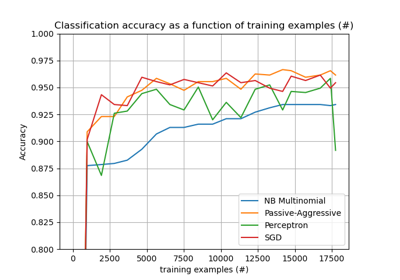 Classification accuracy as a function of training examples (#)
1.000
0.975
0.950
0.925
0.900
0.875
0.850
0.825
0.800
Accuracy
0
2500
5000
7500
10000
12500
15000
17500
training examples (#)
NB Multinomial
Passive-Aggressive
Perceptron
SGD